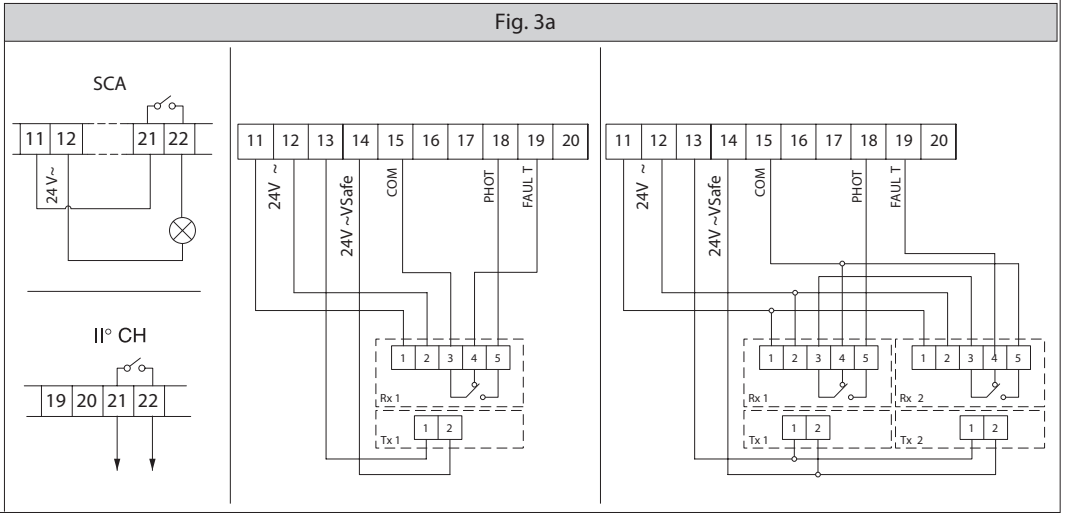 Fig. 3a
SCA
11 12 21 22
24 V~
II° CH
19 20 21 22
11 12 13 14 15 16 17 18 19 20
24V ~
24V ~VSafe
COM
PHOT
FAUL T
1 2 3 4 5
Rx 1
1 2
Tx 1
11 12 13 14 15 16 17 18 19 20
24V ~
24V ~VSafe
COM
PHOT
FAUL T
1 2 3 4 5
1 2 3 4 5
Rx 1
Rx 2
1 2
1 2
Tx 1
Tx 2